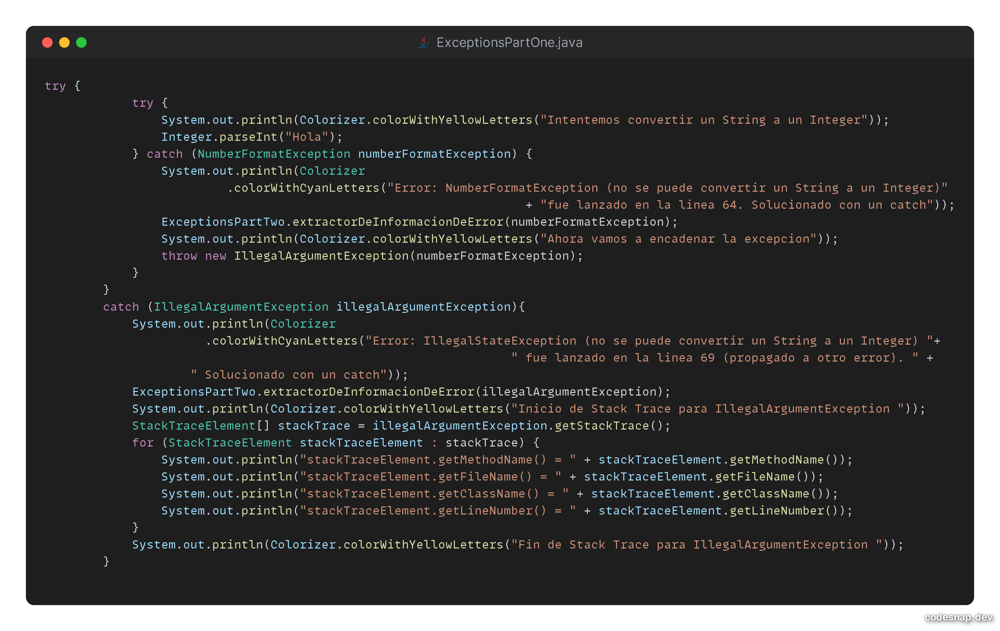 ExceptionsPartOne.java
try {
try {
System.out.println(Colorizer.colorWithYellowLetters("Intentemos convertir un String a un Integer"));
Integer.parseInt("Hola");
} catch (NumberFormatException numberFormatException) {
System.out.println(Colorizer
.colorWithCyanLetters("Error: NumberFormatException (no se puede convertir un String a un Integer)"
+ "fue lanzado en la linea 64. Solucionado con un catch"));
ExceptionsPartTwo.extractorDeInformacionDeError(numberFormatException);
System.out.println(Colorizer.colorWithYellowLetters("Ahora vamos a encadenar la excepcion"));
throw new IllegalArgumentException(numberFormatException);
}
}
catch (IllegalArgumentException illegalArgumentException){
System.out.println(Colorizer
.colorWithCyanLetters("Error: IllegalStateException (no se puede convertir un String a un Integer) "+
" fue lanzado en la linea 69 (propagado a otro error). " +
" Solucionado con un catch"));
ExceptionsPartTwo.extractorDeInformacionDeError(illegalArgumentException);
System.out.println(Colorizer.colorWithYellowLetters("Inicio de Stack Trace para IllegalArgumentException "));
StackTraceElement[] stackTrace = illegalArgumentException.getStackTrace();
for (StackTraceElement stackTraceElement : stackTrace) {
System.out.println("stackTraceElement.getMethodName() = " + stackTraceElement.getMethodName());
System.out.println("stackTraceElement.getFileName() = " + stackTraceElement.getFileName());
System.out.println("stackTraceElement.getClassName() = " + stackTraceElement.getClassName());
System.out.println("stackTraceElement.getLineNumber() = " + stackTraceElement.getLineNumber());
}
System.out.println(Colorizer.colorWithYellowLetters("Fin de Stack Trace para IllegalArgumentException "));
}
codesnap.dev